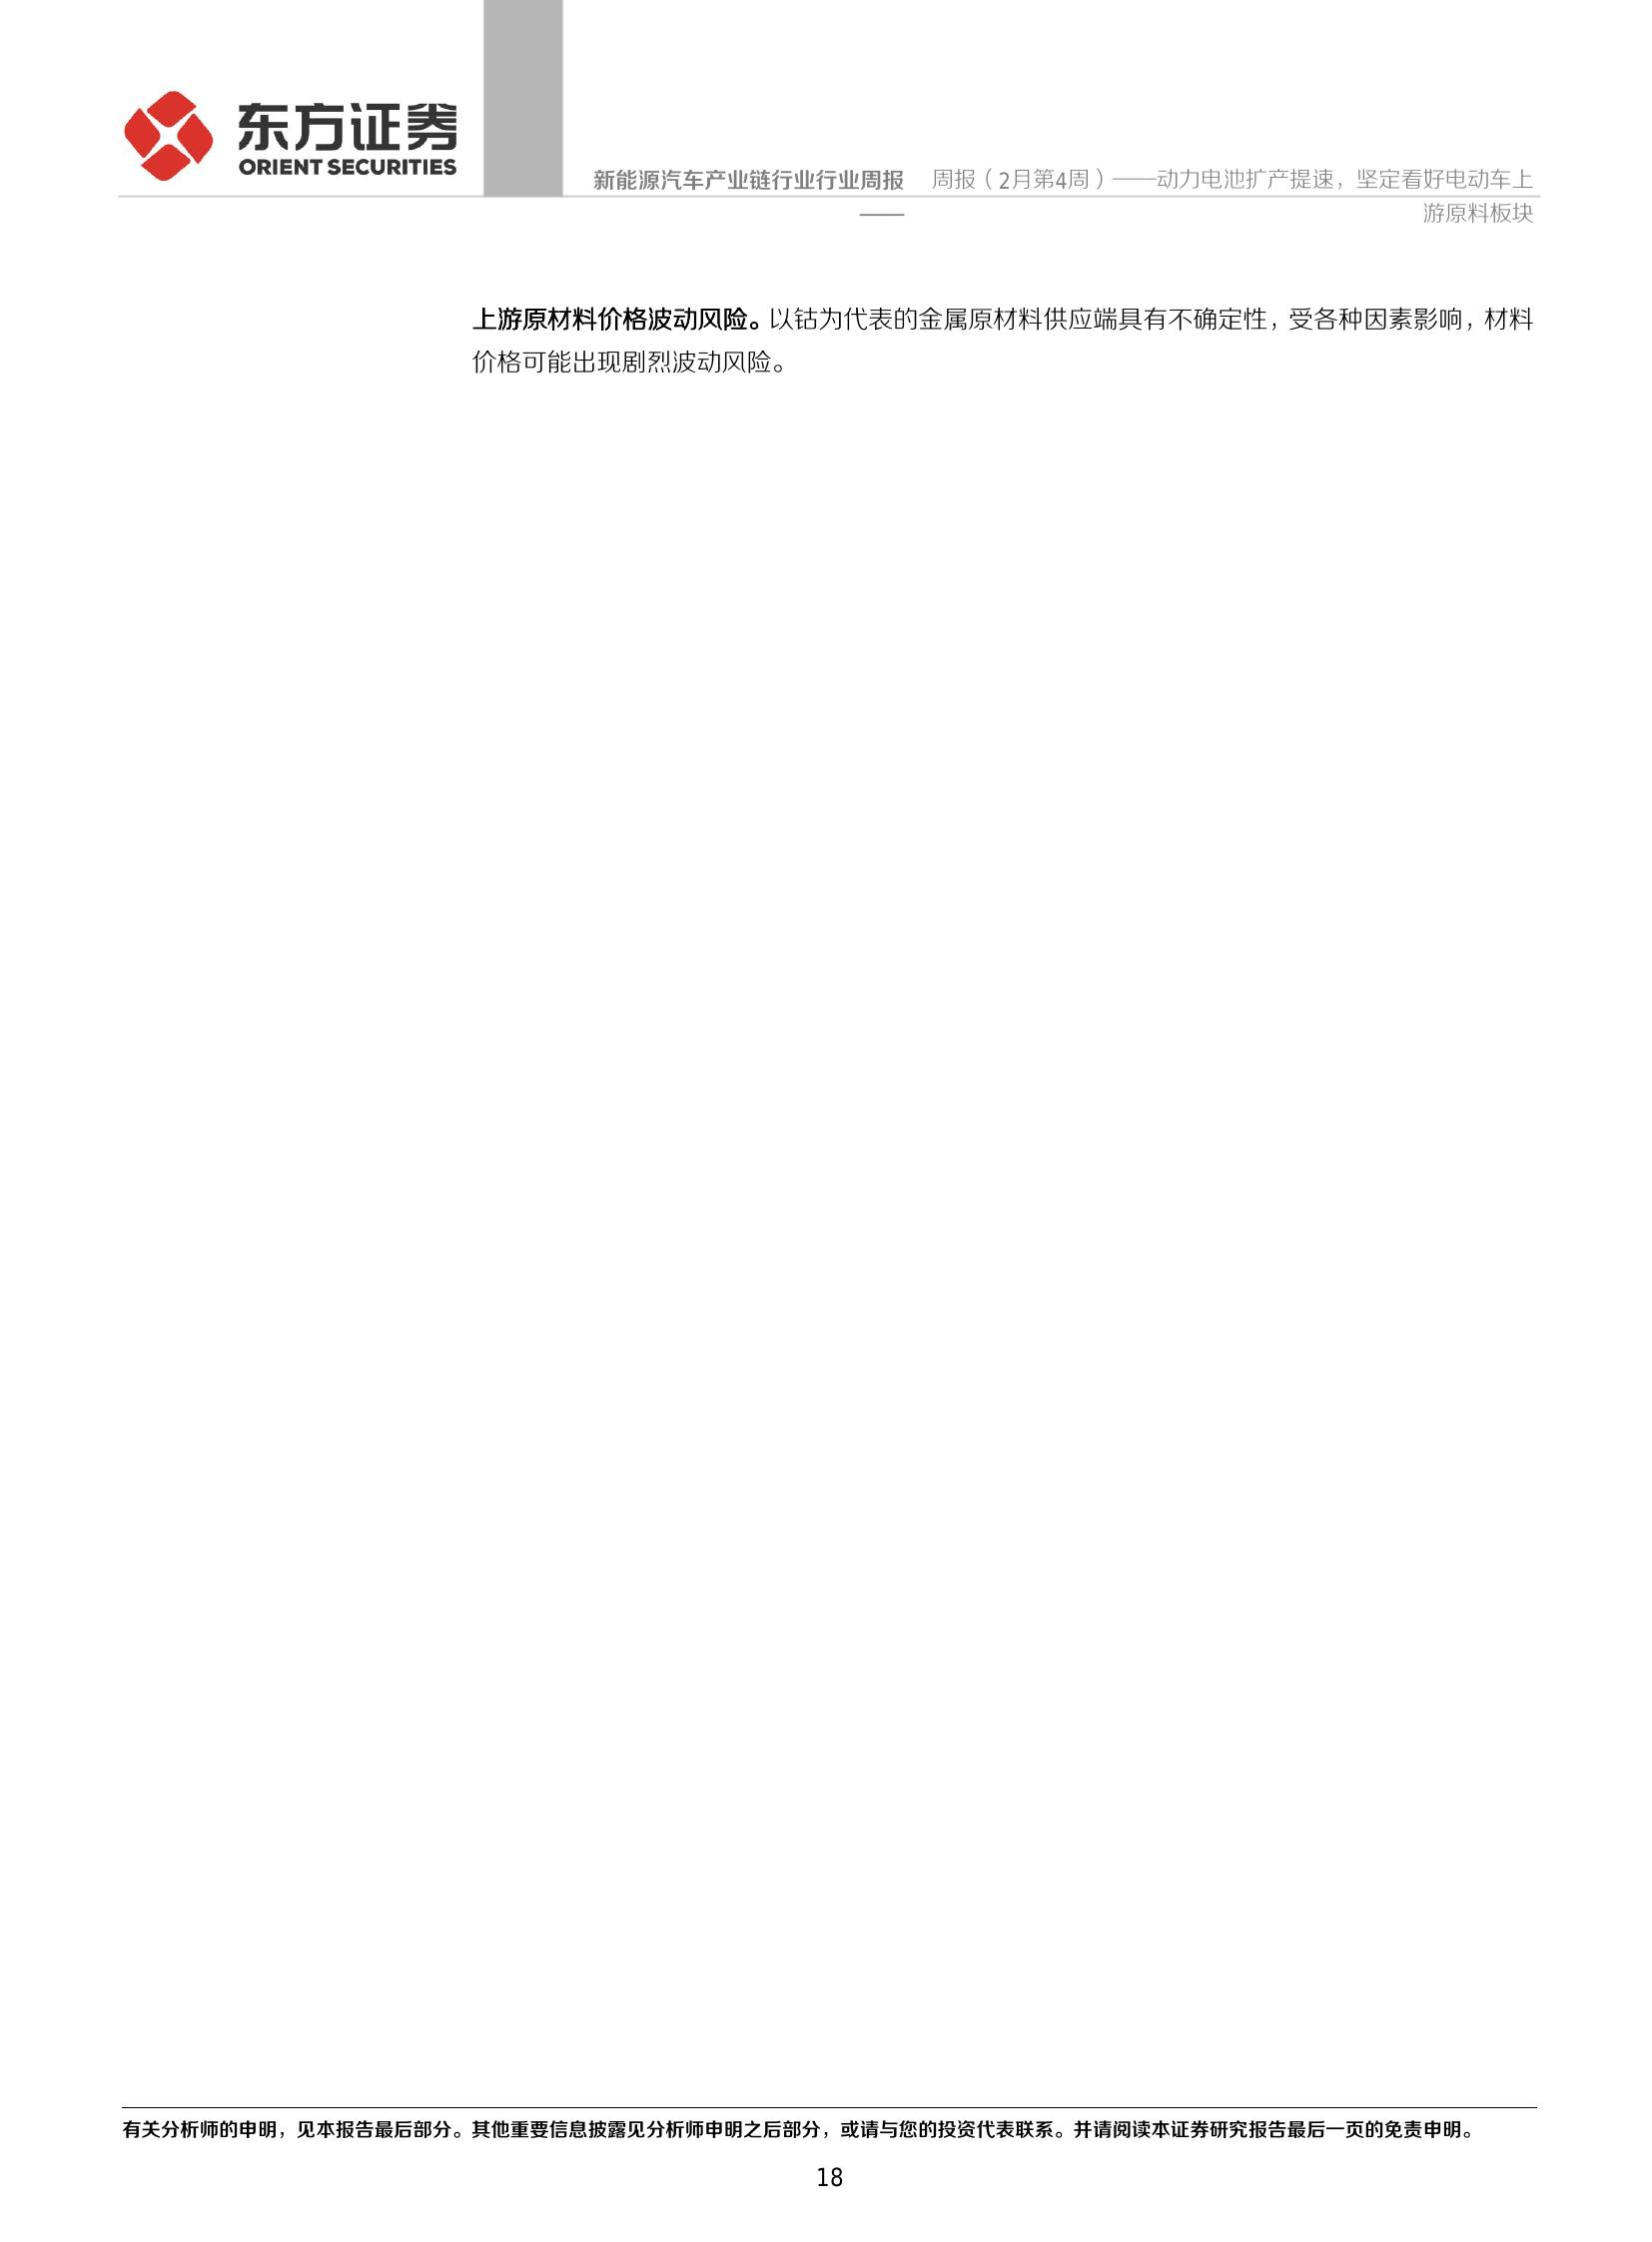 东方证券
ORIENT SECURITIES
新能源汽车产业链行业行业周报—— 周报（2月第4周）——动力电池扩产提速，坚定看好电动车上
游原料板块
上游原材料价格波动风险。以钴为代表的金属原材料供应端具有不确定性，受各种因素影响，材料
价格可能出现剧烈波动风险。
有关分析师的申明，见本报告最后部分。其他重要信息披露见分析师申明之后部分，或请与您的投资代表联系。并请阅读本证券研究报告最后一页的免责申明。
18